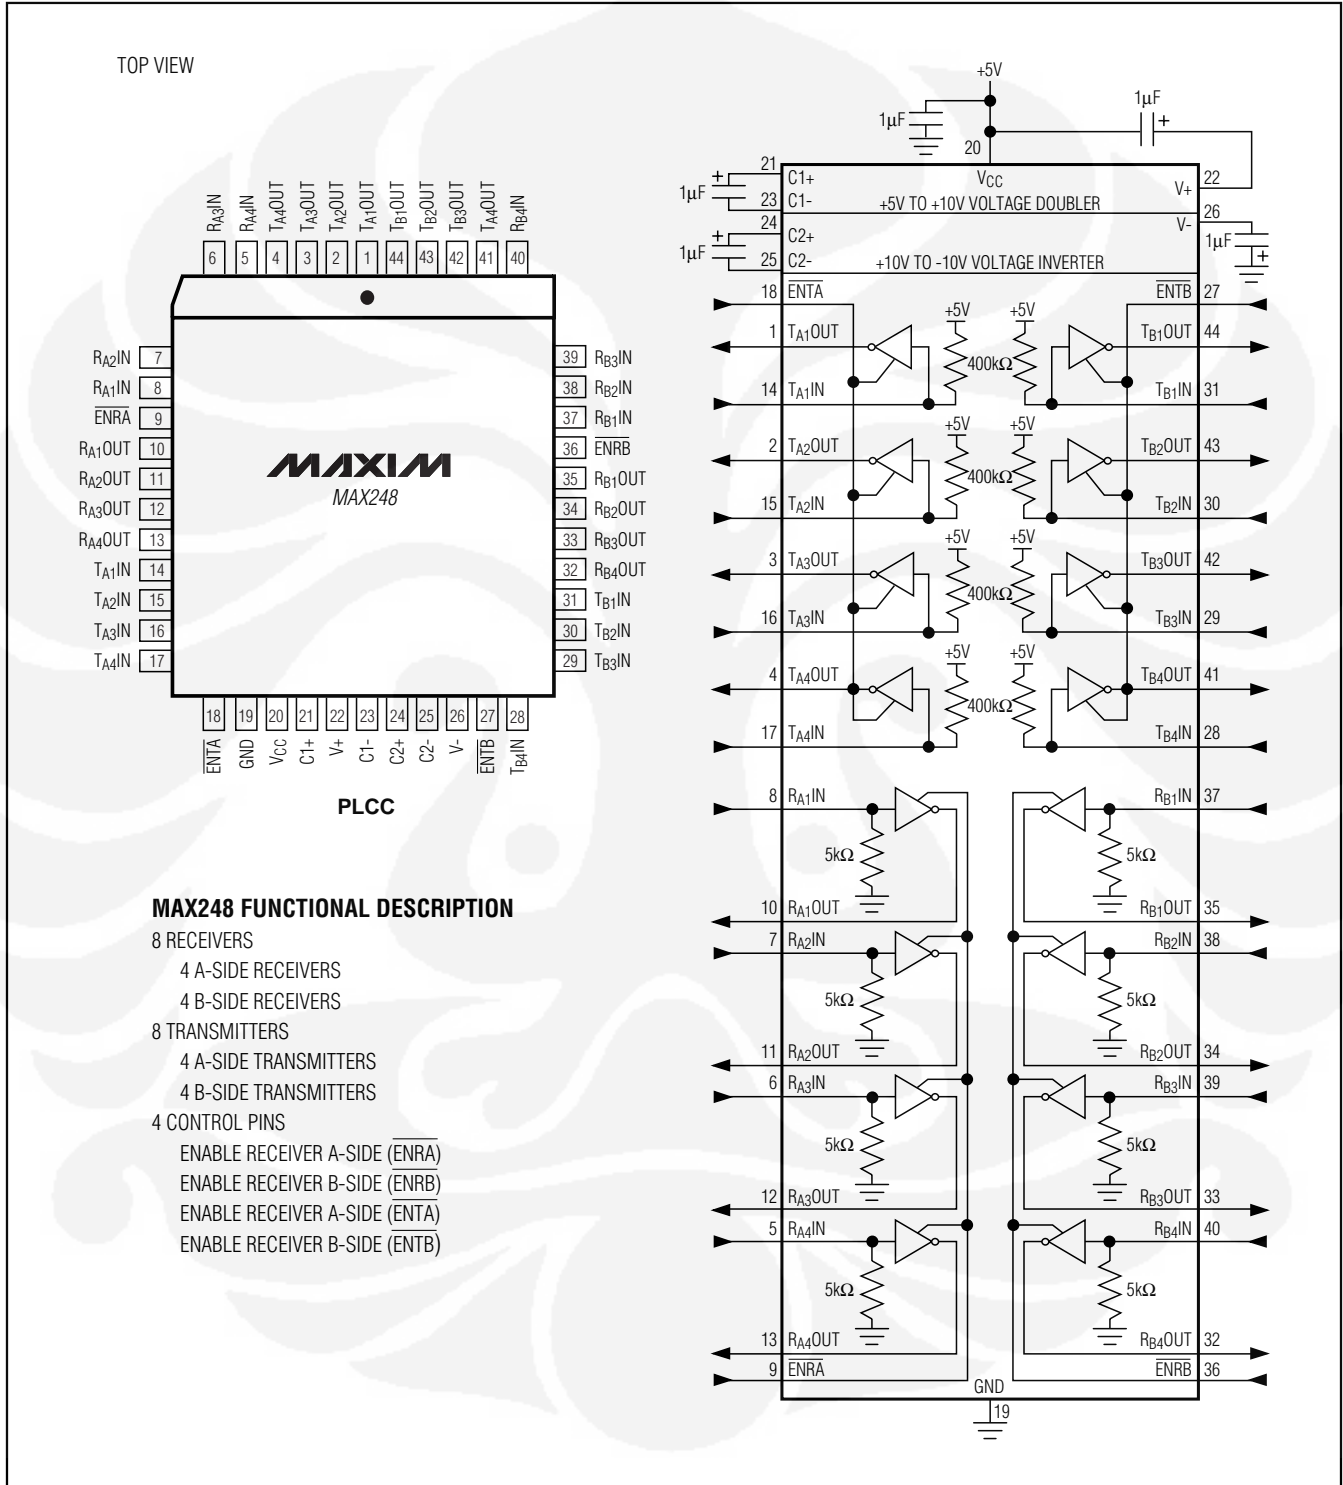 TOP VIEW
RA3IN RA4IN TA4OUT TA3OUT TA2OUT TA1OUT TB1OUT TB2OUT TB3OUT TA4OUT RB4IN
6 5 4 3 2 1 44 43 42 41 40
RA2IN 7
RA1IN 8
E̅N̅R̅A̅ 9
RA1OUT 10
RA2OUT 11
RA3OUT 12
RA4OUT 13
TA1IN 14
TA2IN 15
TA3IN 16
TA4IN 17
MAXIM
MAX248
39 RB3IN
38 RB2IN
37 RB1IN
36 E̅N̅R̅B̅
35 RB1OUT
34 RB2OUT
33 RB3OUT
32 RB4OUT
31 TB1IN
30 TB2IN
29 TB3IN
18 19 20 21 22 23 24 25 26 27 28
E̅N̅T̅A̅ GND VCC C1+ V+ C1- C2+ C2- V- E̅N̅T̅B̅ TB4IN
PLCC
MAX248 FUNCTIONAL DESCRIPTION
8 RECEIVERS
4 A-SIDE RECEIVERS
4 B-SIDE RECEIVERS
8 TRANSMITTERS
4 A-SIDE TRANSMITTERS
4 B-SIDE TRANSMITTERS
4 CONTROL PINS
ENABLE RECEIVER A-SIDE (E̅N̅R̅A̅)
ENABLE RECEIVER B-SIDE (E̅N̅R̅B̅)
ENABLE RECEIVER A-SIDE (E̅N̅T̅A̅)
ENABLE RECEIVER B-SIDE (E̅N̅T̅B̅)
+5V
1µF
1µF +
20
21 C1+ VCC V+ 22
+ 1µF
23 C1- +5V TO +10V VOLTAGE DOUBLER
26 V-
24 C2+
+ 1µF
1µF +
25 C2- +10V TO -10V VOLTAGE INVERTER
18 E̅N̅T̅A̅ E̅N̅T̅B̅ 27
+5V +5V
1 TA1OUT TB1OUT 44
400kΩ
14 TA1IN TB1IN 31
+5V +5V
2 TA2OUT TB2OUT 43
400kΩ
15 TA2IN TB2IN 30
+5V +5V
3 TA3OUT TB3OUT 42
400kΩ
16 TA3IN TB3IN 29
+5V +5V
4 TA4OUT TB4OUT 41
400kΩ
17 TA4IN TB4IN 28
8 RA1IN RB1IN 37
5kΩ 5kΩ
10 RA1OUT RB1OUT 35
7 RA2IN RB2IN 38
5kΩ 5kΩ
11 RA2OUT RB2OUT 34
6 RA3IN RB3IN 39
5kΩ 5kΩ
12 RA3OUT RB3OUT 33
5 RA4IN RB4IN 40
5kΩ 5kΩ
13 RA4OUT RB4OUT 32
9 E̅N̅R̅A̅ E̅N̅R̅B̅ 36
GND
19